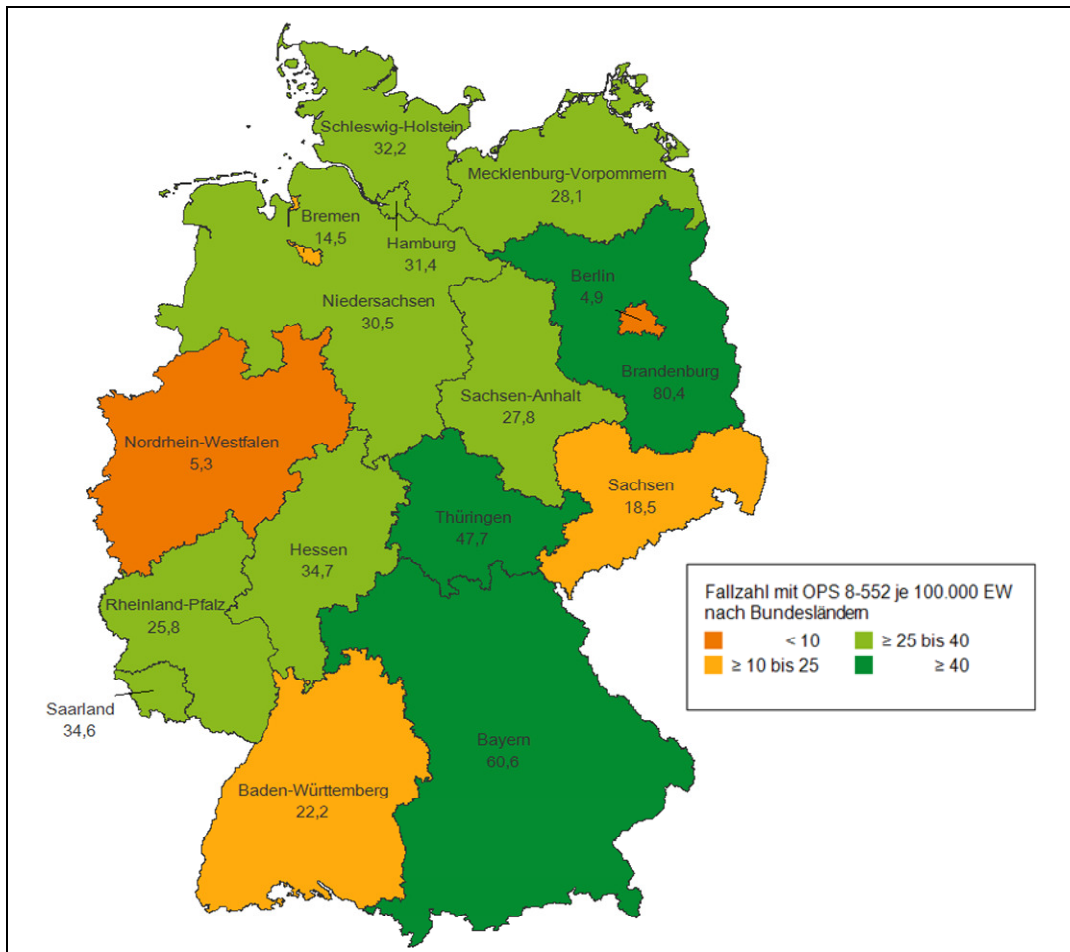 Schleswig-Holstein
32,2
Mecklenburg-Vorpommern
28,1
Bremen
14,5
Hamburg
31,4
Berlin
4,9
Niedersachsen
30,5
Brandenburg
80,4
Sachsen-Anhalt
27,8
Nordrhein-Westfalen
5,3
Sachsen
18,5
Thüringen
47,7
Hessen
34,7
Rheinland-Pfalz
25,8
Saarland
34,6
Bayern
60,6
Baden-Württemberg
22,2
Fallzahl mit OPS 8-552 je 100.000 EW
nach Bundesländern
< 10 ≥ 25 bis 40
≥ 10 bis 25 ≥ 40